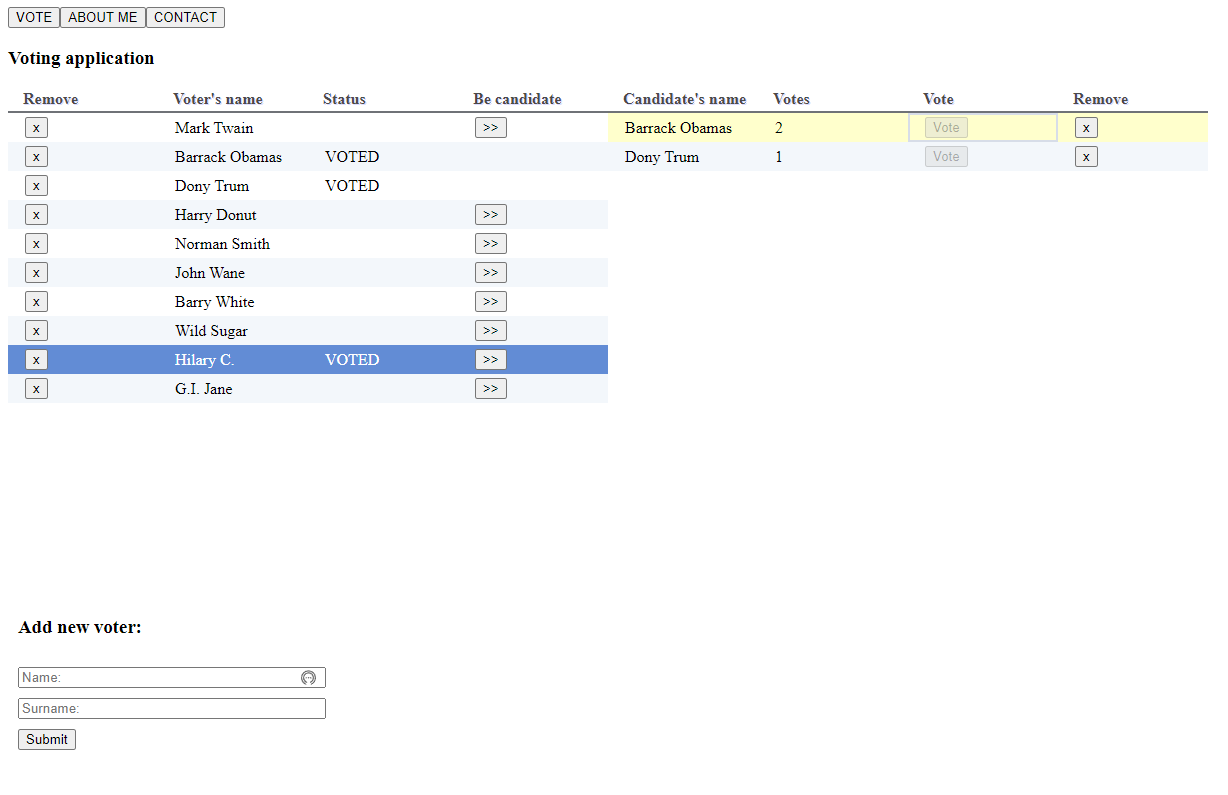 VOTE ABOUT ME CONTACT
Voting application
Remove Voter's name Status Be candidate Candidate's name Votes Vote Remove
x Mark Twain >> Barrack Obamas 2 Vote x
x Barrack Obamas VOTED Dony Trum 1 Vote x
x Dony Trum VOTED
x Harry Donut >>
x Norman Smith >>
x John Wane >>
x Barry White >>
x Wild Sugar >>
x Hilary C. VOTED >>
x G.I. Jane >>
Add new voter:
Name:
Surname:
Submit